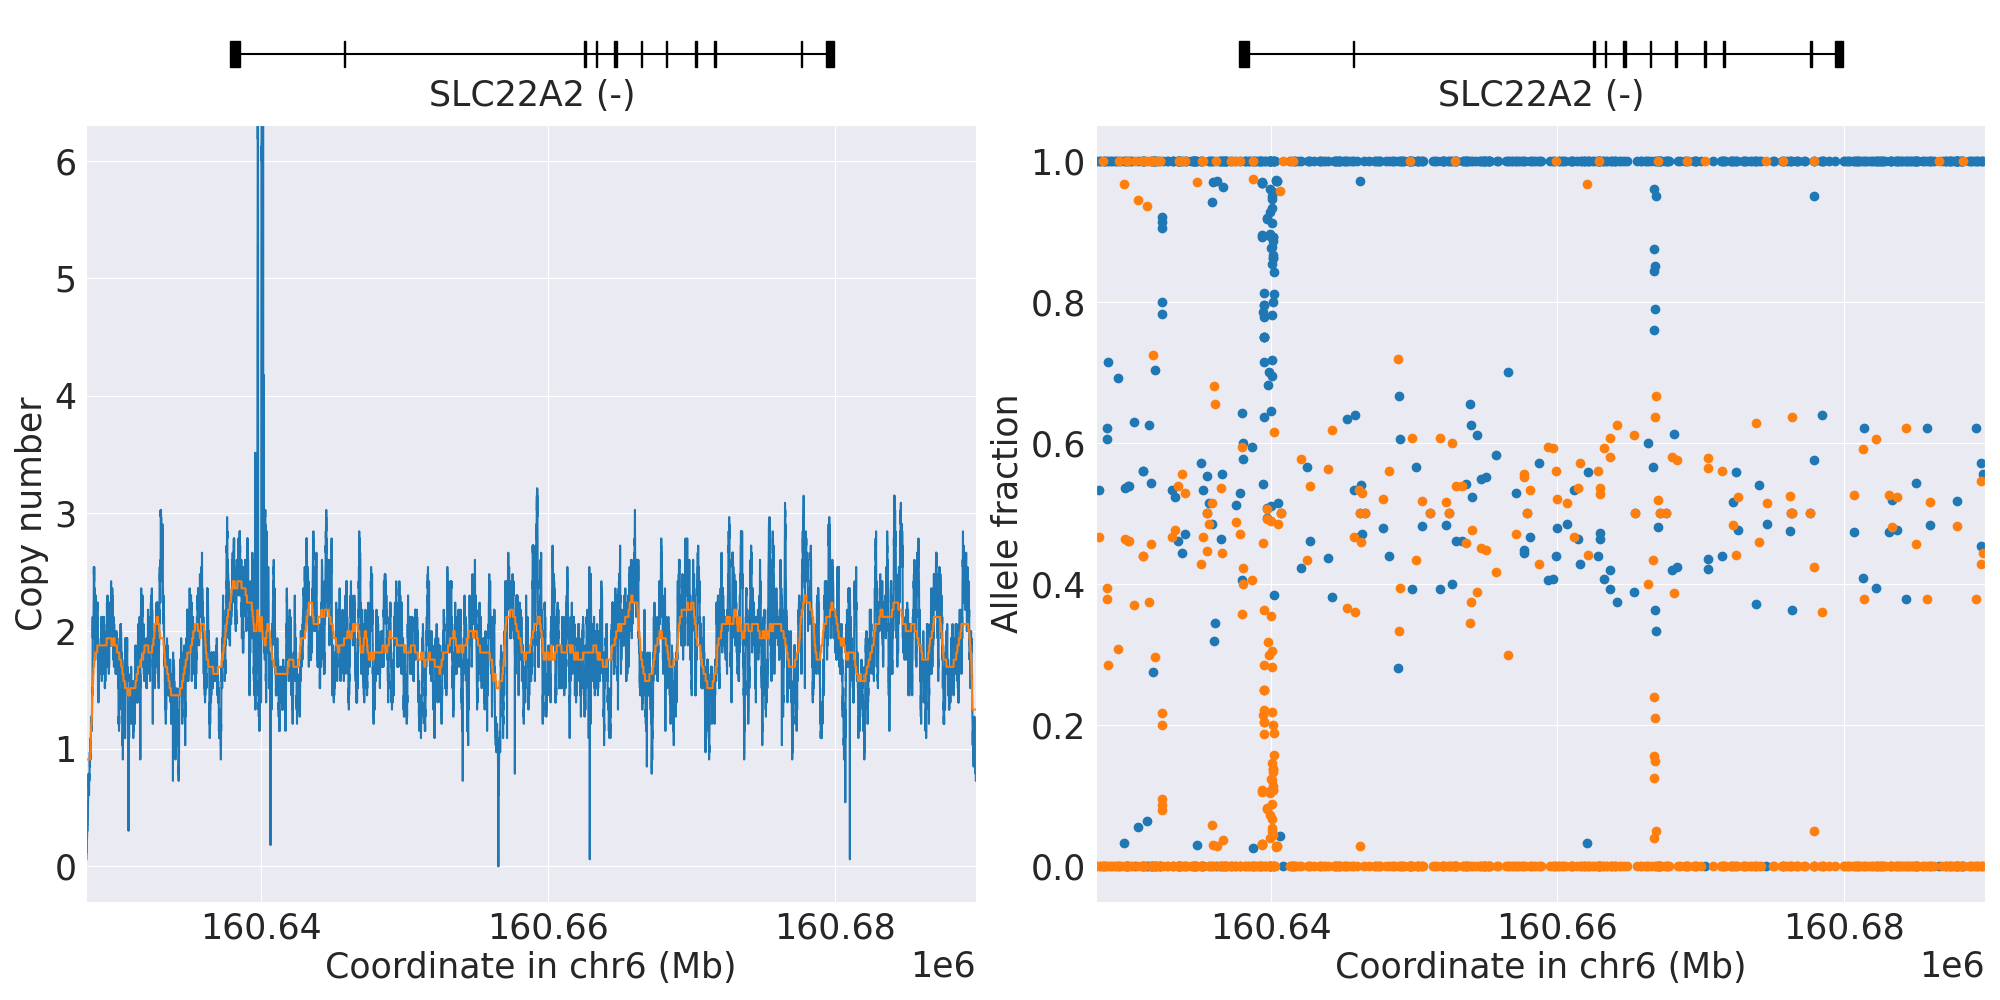 SLC22A2 (-)
6
5
4
3
2
1
0
Copy number
160.64
160.66
160.68
Coordinate in chr6 (Mb)
1e6
SLC22A2 (-)
1.0
0.8
0.6
0.4
0.2
0.0
Allele fraction
160.64
160.66
160.68
Coordinate in chr6 (Mb)
1e6